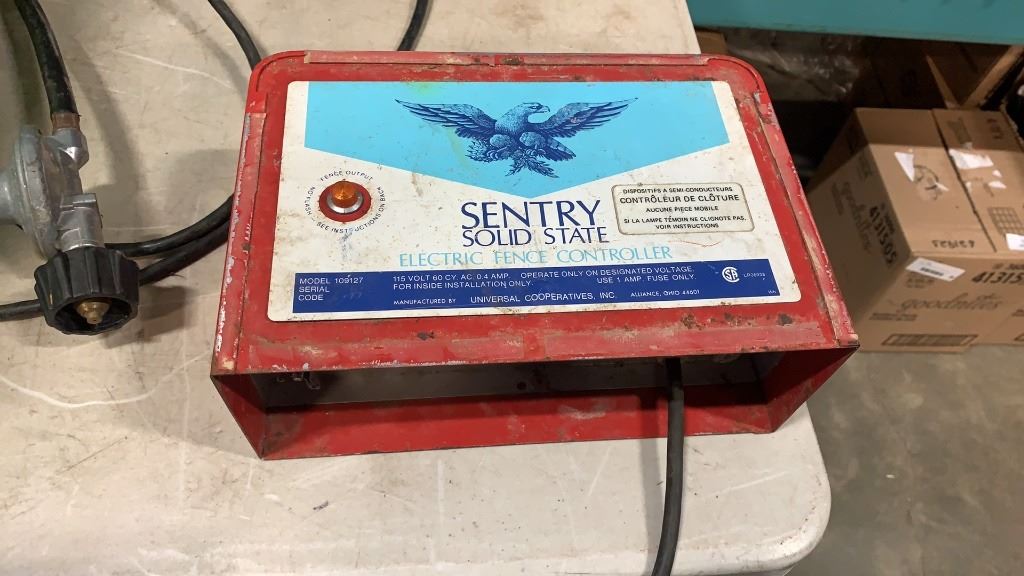 FENCE OUTPUT
WHEN FLASHING
SEE INSTRUCTIONS ON BACK
SENTRY
SOLID STATE
ELECTRIC FENCE CONTROLLER
DISPOSITIFS A SEMI-CONDUCTEURS
CONTRÔLEUR DE CLÔTURE
AUCUNE PIECE MOBILE
SI LA LAMPE TÉMOIN NE CLIGNOTE PAS,
VOIR INSTRUCTIONS
MODEL 109127
SERIAL
CODE
115 VOLT 60 CY. AC. 0.4 AMP. OPERATE ONLY ON DESIGNATED VOLTAGE.
FOR INSIDE INSTALLATION ONLY. USE 1 AMP. FUSE ONLY.
MANUFACTURED BY UNIVERSAL COOPERATIVES, INC. ALLIANCE, OHIO 44601
4131505
goodnites